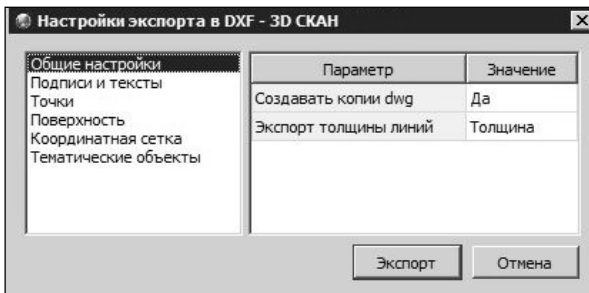 Настройки экспорта в DXF - 3D СКАН
Общие настройки
Подписи и тексты
Точки
Поверхность
Координатная сетка
Тематические объекты
Параметр Значение
Создавать копии dwg Да
Экспорт толщины линий Толщина
Экспорт Отмена